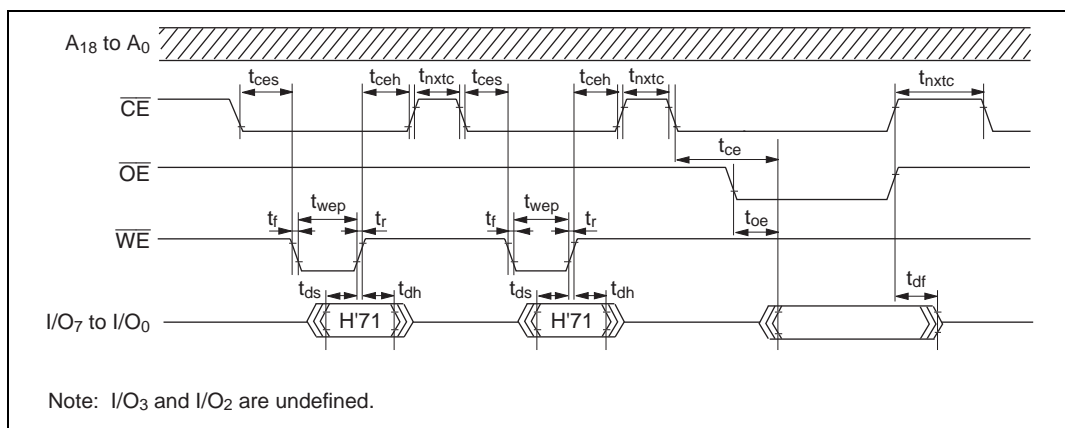 A18 to A0
tces tceh tnxtc tces tceh tnxtc tnxtc
CE
tce
OE
twep twep
tf tr tf tr toe
WE
tds tdh tds tdh tdf
I/O7 to I/O0 H'71 H'71
Note: I/O3 and I/O2 are undefined.